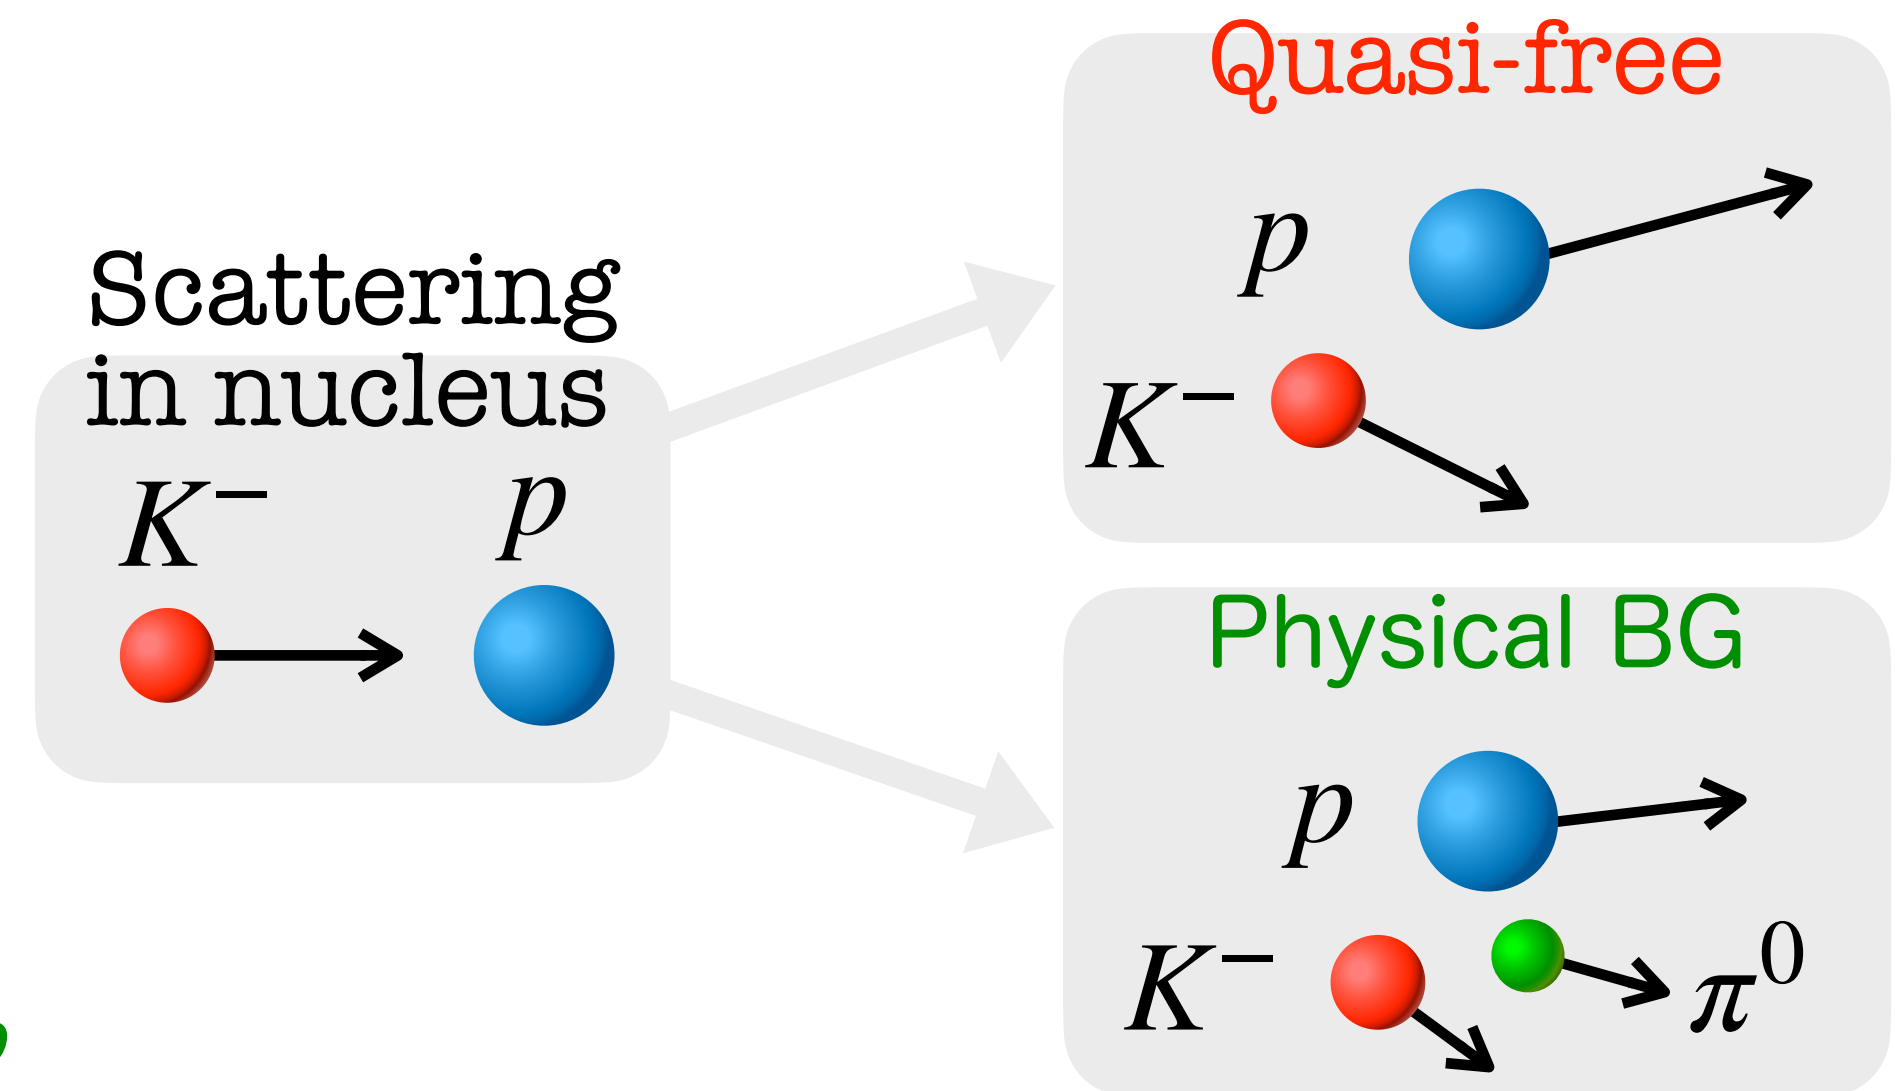 Scattering
in nucleus
K⁻
p
Quasi-free
p
K⁻
Physical BG
p
K⁻
π⁰